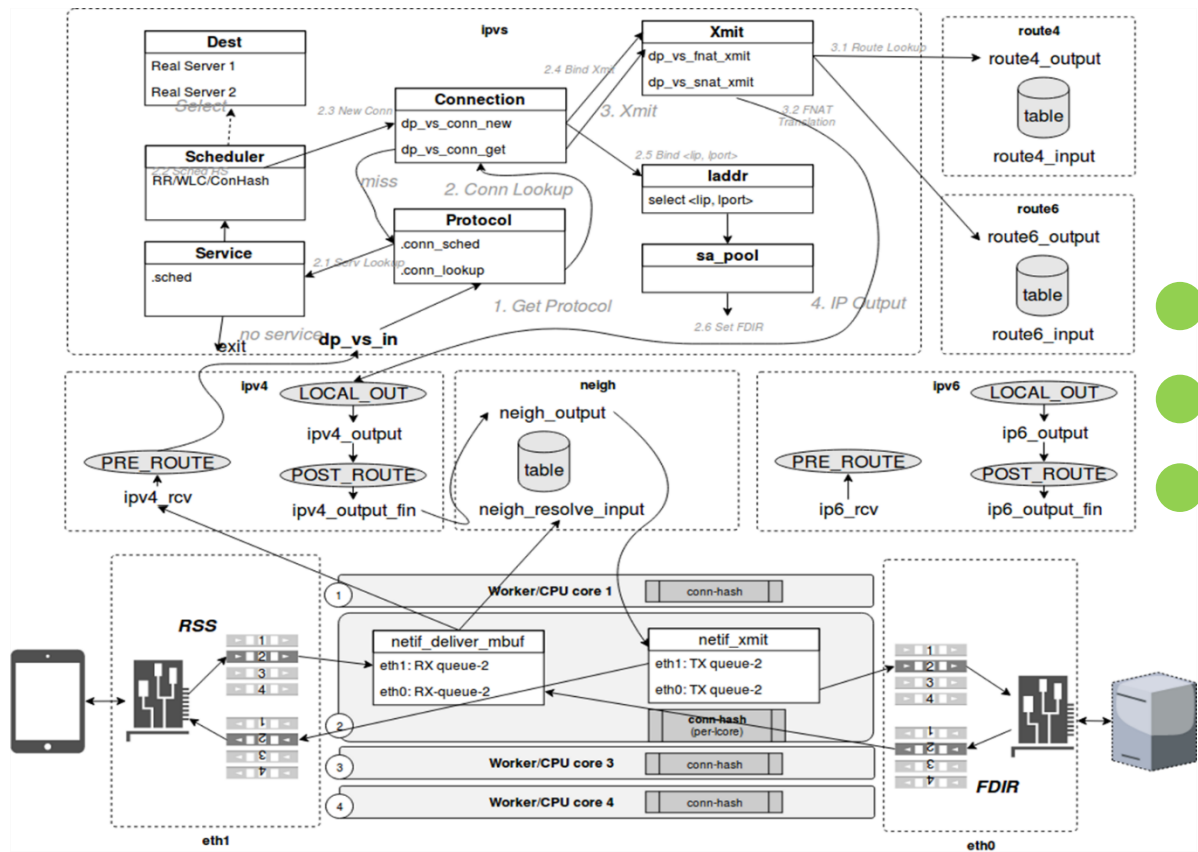 ipvs
Dest
Real Server 1
Real Server 2
Select
Scheduler
2.2 Sched RS
RR/WLC/ConHash
Service
.sched
no service
exit
dp_vs_in
2.3 New Conn
Connection
dp_vs_conn_new
dp_vs_conn_get
miss
2. Conn Lookup
Protocol
.conn_sched
.conn_lookup
2.1 Serv Lookup
1. Get Protocol
2.4 Bind Xmit
3. Xmit
Xmit
dp_vs_fnat_xmit
dp_vs_snat_xmit
3.1 Route Lookup
3.2 FNAT
Translation
2.5 Bind <lip, lport>
laddr
select <lip, lport>
sa_pool
2.6 Set FDIR
4. IP Output
route4
route4_output
table
route4_input
route6
route6_output
table
route6_input
ipv4
LOCAL_OUT
ipv4_output
PRE_ROUTE
POST_ROUTE
ipv4_rcv
ipv4_output_fin
neigh
neigh_output
table
neigh_resolve_input
ipv6
LOCAL_OUT
ip6_output
PRE_ROUTE
POST_ROUTE
ip6_rcv
ip6_output_fin
RSS
1
2
3
4
1
2
3
4
eth1
1
Worker/CPU core 1
conn-hash
netif_deliver_mbuf
eth1: RX queue-2
eth0: RX-queue-2
netif_xmit
eth1: TX queue-2
eth0: TX queue-2
2
conn-hash
(per-lcore)
3
Worker/CPU core 3
conn-hash
4
Worker/CPU core 4
conn-hash
1
2
3
4
1
2
3
4
FDIR
eth0